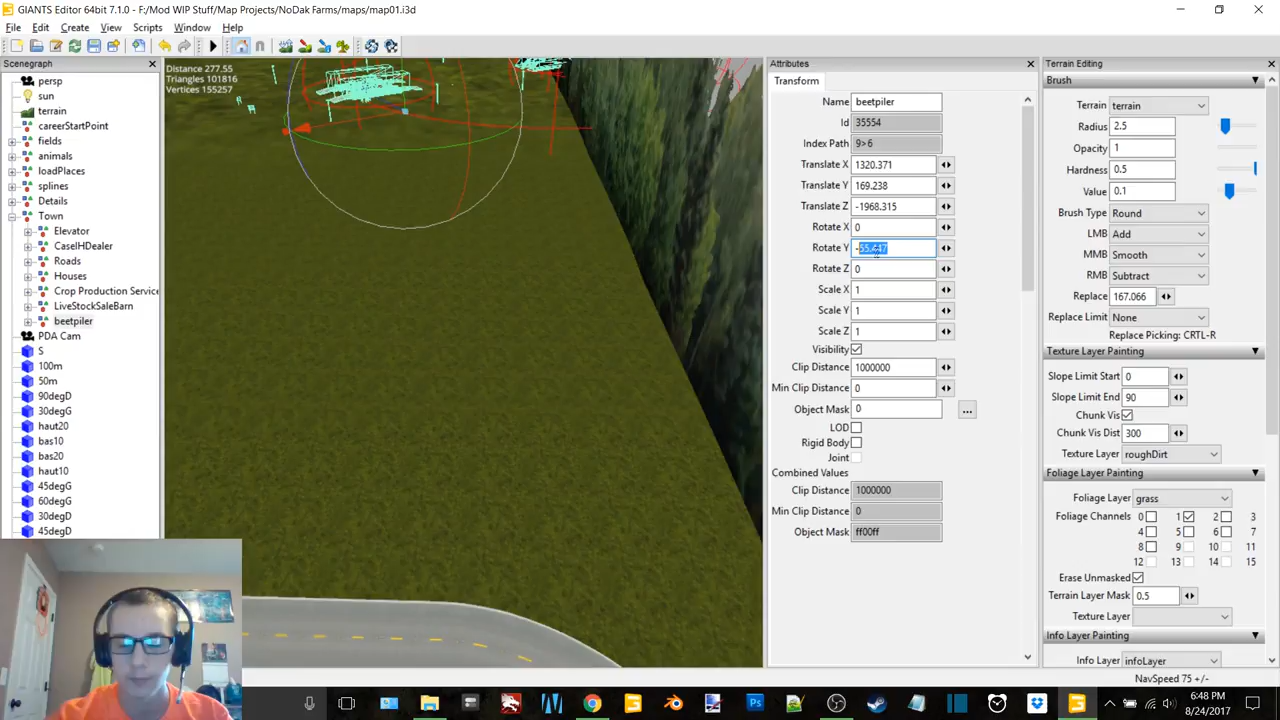 GIANTS Editor 64bit 7.1.0 - F:/Mod WIP Stuff/Map Projects/NoDak Farms/maps/map01.i3d
File Edit Create View Scripts Window Help
Scenegraph
persp
sun
terrain
careerStartPoint
fields
animals
loadPlaces
splines
Details
Town
Elevator
CaseIHDealer
Roads
Houses
Crop Production Service
LiveStockSaleBarn
beetpiler
PDA Cam
S
100m
50m
90degD
30degG
haut20
bas10
bas20
haut10
45degG
60degG
30degD
45degD
Distance 277.55
Triangles 101816
Vertices 155257
Attributes
Transform
Name beetpiler
Id 35554
Index Path 9>6
Translate X 1320.371
Translate Y 169.238
Translate Z -1968.315
Rotate X 0
Rotate Y
Rotate Z 0
Scale X 1
Scale Y 1
Scale Z 1
Visibility
Clip Distance 1000000
Min Clip Distance 0
Object Mask 0 ...
LOD
Rigid Body
Joint
Combined Values
Clip Distance 1000000
Min Clip Distance 0
Object Mask ff00ff
Terrain Editing
Brush
Terrain terrain
Radius 2.5
Opacity 1
Hardness 0.5
Value 0.1
Brush Type Round
LMB Add
MMB Smooth
RMB Subtract
Replace 167.066
Replace Limit None
Replace Picking: CRTL-R
Texture Layer Painting
Slope Limit Start 0
Slope Limit End 90
Chunk Vis
Chunk Vis Dist 300
Texture Layer roughDirt
Foliage Layer Painting
Foliage Layer grass
Foliage Channels 0 1 2 3
4 5 6 7
8 9 10 11
12 13 14 15
Erase Unmasked
Terrain Layer Mask 0.5
Texture Layer
Info Layer Painting
Info Layer infoLayer
NavSpeed 75 +/-
6:48 PM
8/24/2017